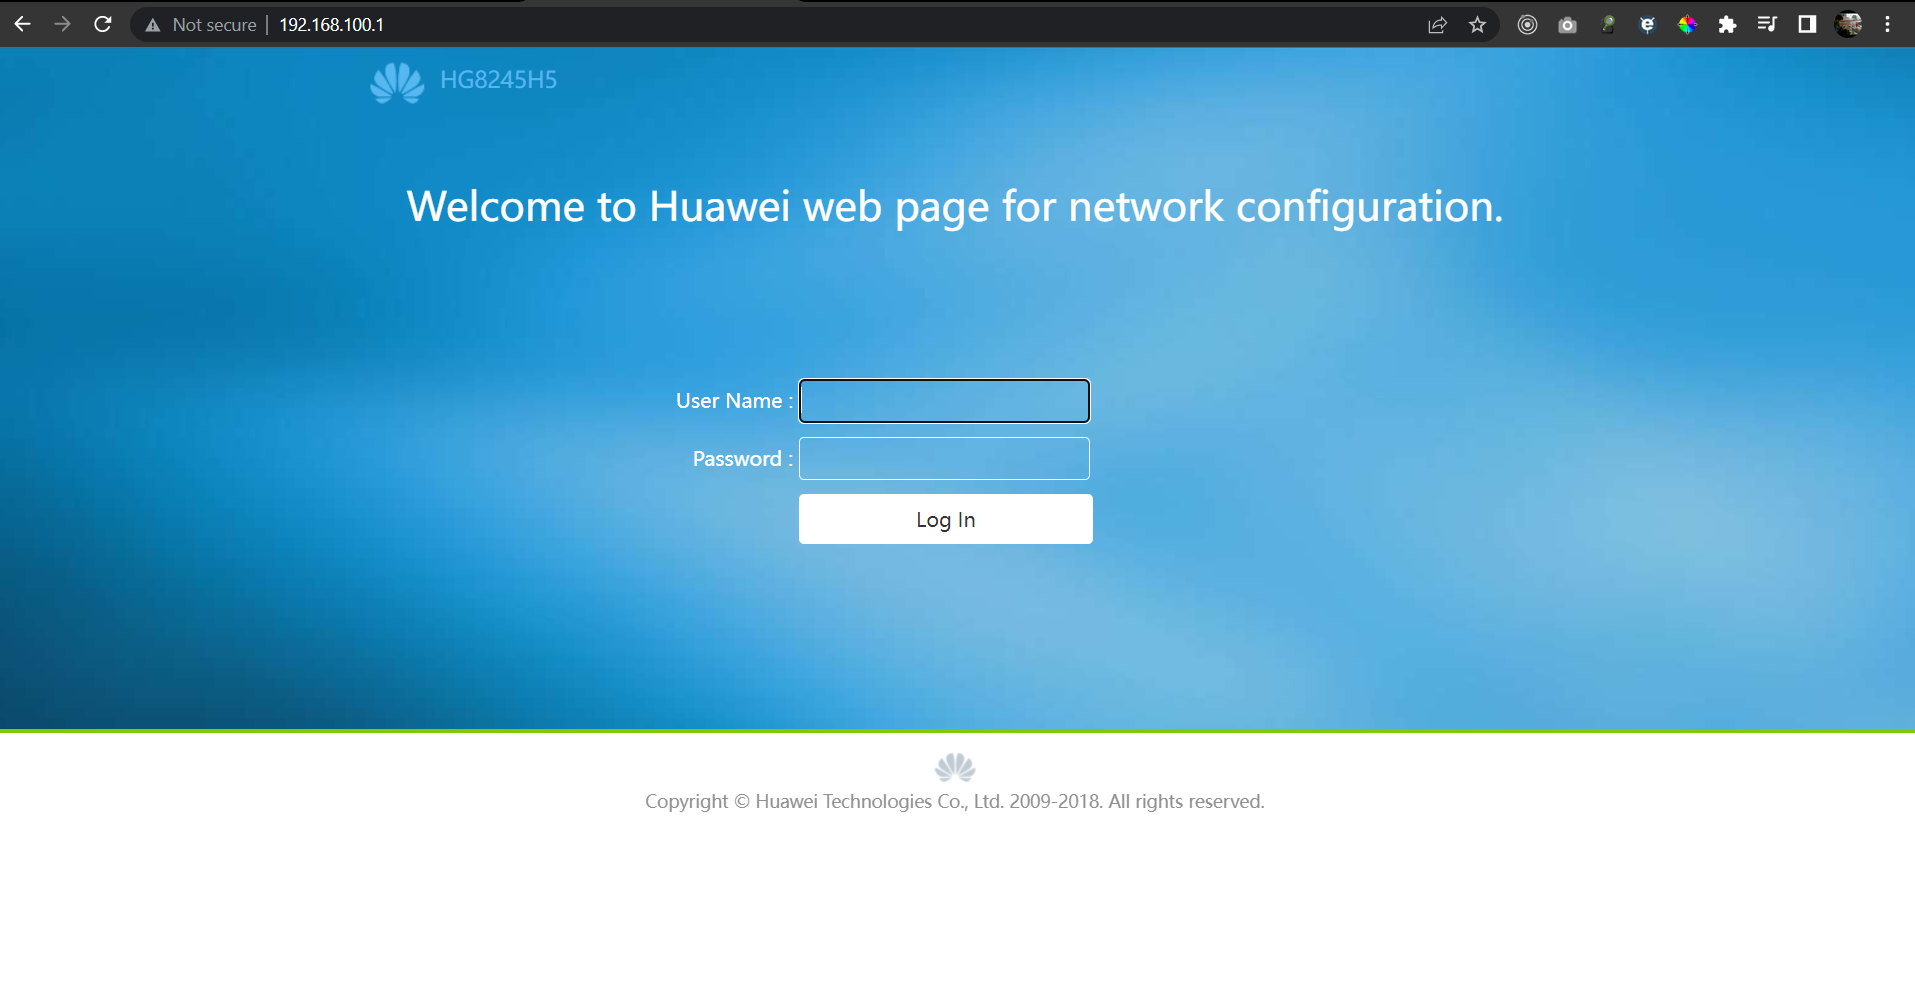 Not secure | 192.168.100.1
HG8245H5
Welcome to Huawei web page for network configuration.
User Name :
Password :
Log In
Copyright © Huawei Technologies Co., Ltd. 2009-2018. All rights reserved.